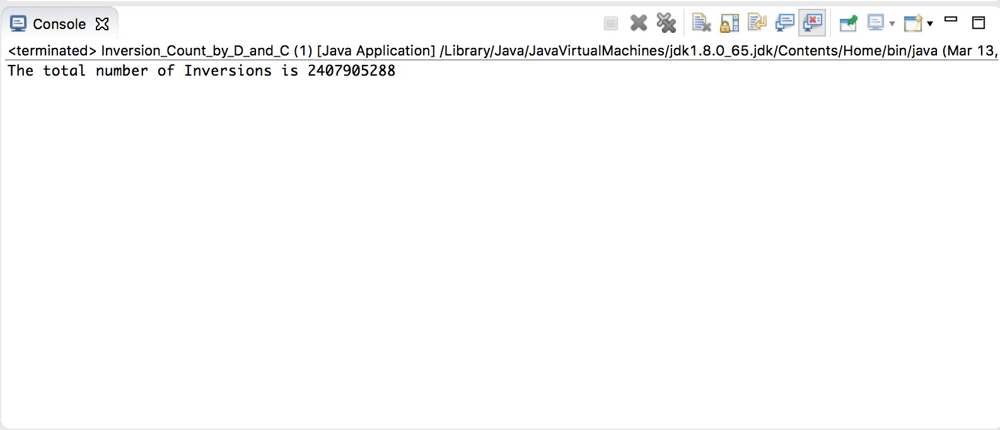 Console
<terminated> Inversion_Count_by_D_and_C (1) [Java Application] /Library/Java/JavaVirtualMachines/jdk1.8.0_65.jdk/Contents/Home/bin/java (Mar 13,
The total number of Inversions is 2407905288